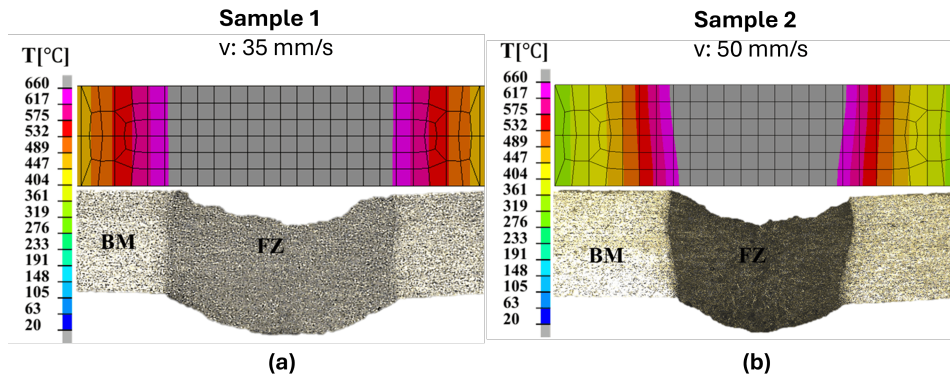 Sample 1
v: 35 mm/s
T[°C]
660
617
575
532
489
447
404
361
319
276
233
191
148
105
63
20
BM
FZ
(a)
Sample 2
v: 50 mm/s
T[°C]
660
617
575
532
489
447
404
361
319
276
233
191
148
105
63
20
BM
FZ
(b)